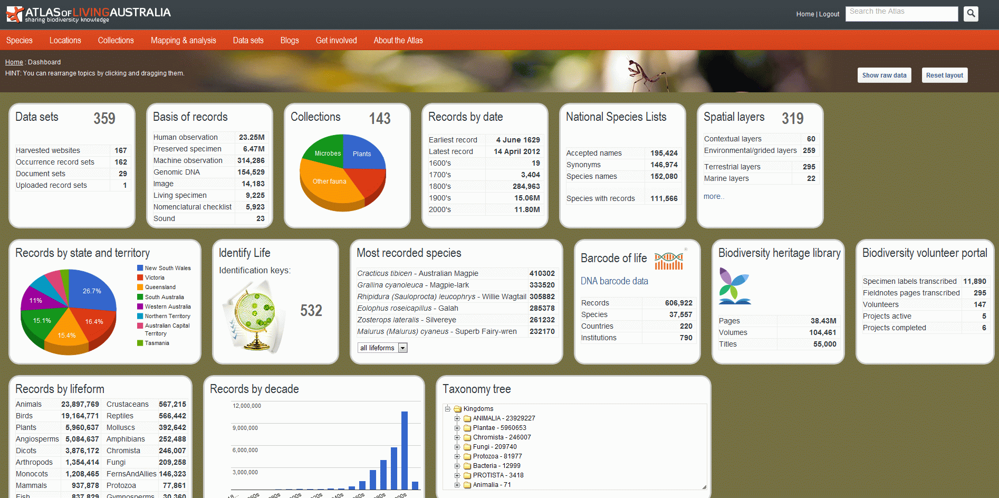 ATLAS OF LIVING AUSTRALIA
sharing biodiversity knowledge
Home | Logout
Search the Atlas
Species Locations Collections Mapping & analysis Data sets Blogs Get involved About the Atlas
Home : Dashboard
HINT: You can rearrange topics by clicking and dragging them.
Show raw data Reset layout
Data sets 359
Harvested websites 167
Occurrence record sets 162
Document sets 29
Uploaded record sets 1
Basis of records
Human observation 23.25M
Preserved specimen 6.47M
Machine observation 314,286
Genomic DNA 154,529
Image 14,183
Living specimen 9,225
Nomenclatural checklist 5,923
Sound 23
Collections 143
Microbes Plants
Other fauna
Records by date
Earliest record 4 June 1629
Latest record 14 April 2012
1600's 19
1700's 3,404
1800's 284,963
1900's 15.06M
2000's 11.80M
National Species Lists
Accepted names 195,424
Synonyms 146,974
Species names 152,080
Species with records 111,566
Spatial layers 319
Contextual layers 60
Environmental/grided layers 259
Terrestrial layers 295
Marine layers 22
more..
Records by state and territory
26.7%
16.4%
15.4%
15.1%
11%
New South Wales
Victoria
Queensland
South Australia
Western Australia
Northern Territory
Australian Capital
Territory
Tasmania
Identify Life
Identification keys:
532
Most recorded species
Cracticus tibicen - Australian Magpie 410302
Grallina cyanoleuca - Magpie-lark 333520
Rhipidura (Sauloprocta) leucophrys - Willie Wagtail 305882
Eolophus roseicapillus - Galah 285378
Zosterops lateralis - Silvereye 261232
Malurus (Malurus) cyaneus - Superb Fairy-wren 232170
all lifeforms
Barcode of life
®
DNA barcode data
Records 606,922
Species 37,557
Countries 220
Institutions 790
Biodiversity heritage library
Pages 38.43M
Volumes 104,461
Titles 55,000
Biodiversity volunteer portal
Specimen labels transcribed 11,890
Fieldnotes pages transcribed 295
Volunteers 147
Projects active 5
Projects completed 6
Records by lifeform
Animals 23,897,769 Crustaceans 567,215
Birds 19,164,771 Reptiles 566,442
Plants 5,960,637 Molluscs 392,642
Angiosperms 5,084,637 Amphibians 252,488
Dicots 3,876,172 Chromista 246,007
Arthropods 1,354,414 Fungi 209,258
Monocots 1,208,465 FernsAndAllies 146,323
Mammals 937,878 Protozoa 77,861
Fish 837,829 Gymnosperms 30,360
Records by decade
12,000,000
9,000,000
6,000,000
3,000,000
Taxonomy tree
Kingdoms
ANIMALIA - 23929227
Plantae - 5960653
Chromista - 246007
Fungi - 209740
Protozoa - 81977
Bacteria - 12999
PROTISTA - 3418
Animalia - 71